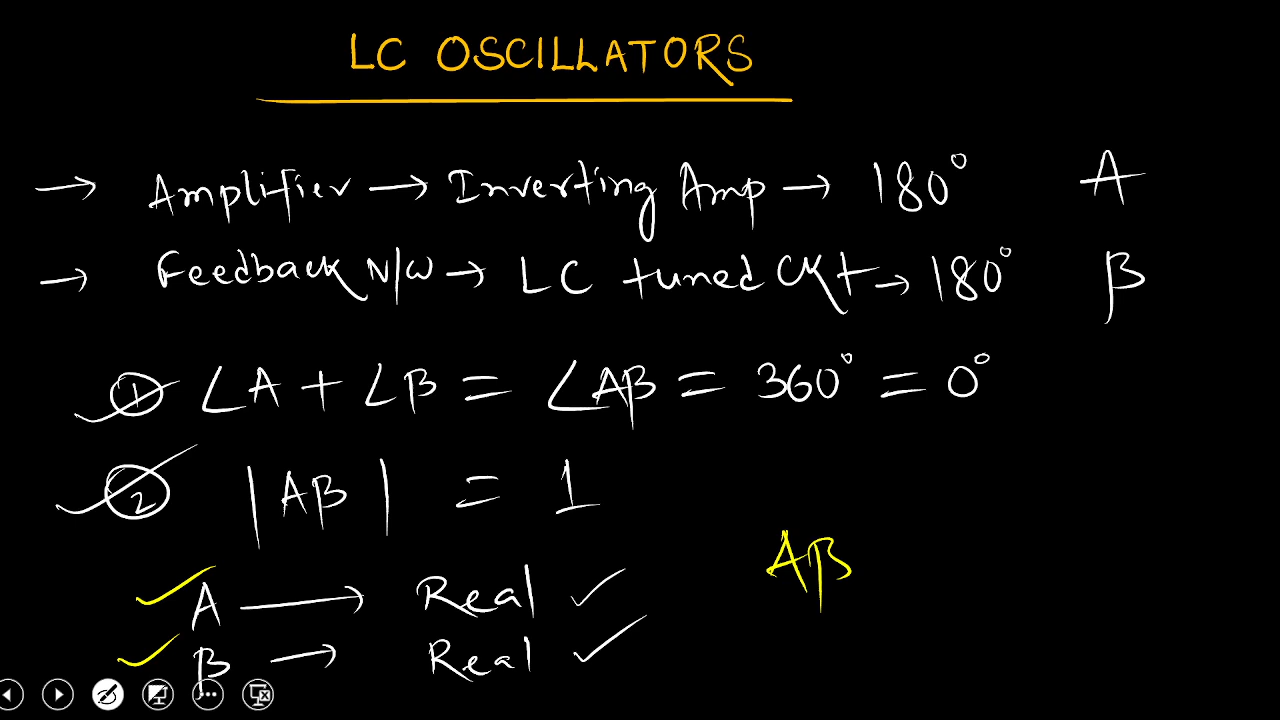 LC OSCILLATORS
→ Amplifier → Inverting Amp → 180° A
→ Feedback N/W → LC tuned CKt → 180° β
① ∠A + ∠β = ∠Aβ = 360° = 0°
② |Aβ| = 1
Aβ
A → Real ✓
β → Real ✓